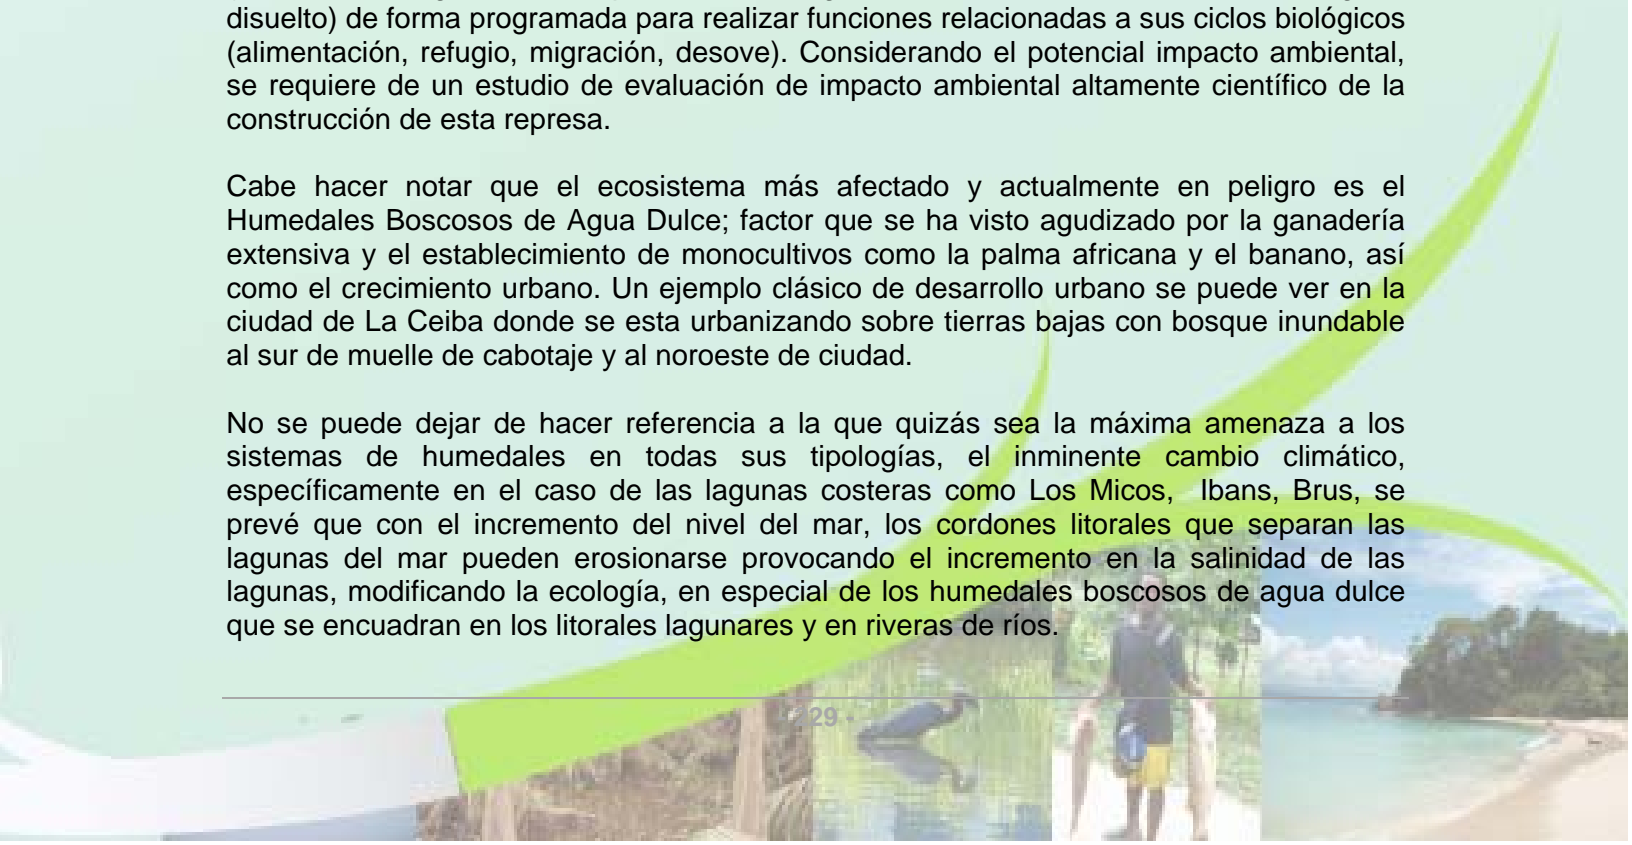 disuelto) de forma programada para realizar funciones relacionadas a sus ciclos biológicos
(alimentación, refugio, migración, desove). Considerando el potencial impacto ambiental,
se requiere de un estudio de evaluación de impacto ambiental altamente científico de la
construcción de esta represa.
Cabe hacer notar que el ecosistema más afectado y actualmente en peligro es el
Humedales Boscosos de Agua Dulce; factor que se ha visto agudizado por la ganadería
extensiva y el establecimiento de monocultivos como la palma africana y el banano, así
como el crecimiento urbano. Un ejemplo clásico de desarrollo urbano se puede ver en la
ciudad de La Ceiba donde se esta urbanizando sobre tierras bajas con bosque inundable
al sur de muelle de cabotaje y al noroeste de ciudad.
No se puede dejar de hacer referencia a la que quizás sea la máxima amenaza a los
sistemas de humedales en todas sus tipologías, el inminente cambio climático,
específicamente en el caso de las lagunas costeras como Los Micos, Ibans, Brus, se
prevé que con el incremento del nivel del mar, los cordones litorales que separan las
lagunas del mar pueden erosionarse provocando el incremento en la salinidad de las
lagunas, modificando la ecología, en especial de los humedales boscosos de agua dulce
que se encuadran en los litorales lagunares y en riveras de ríos.